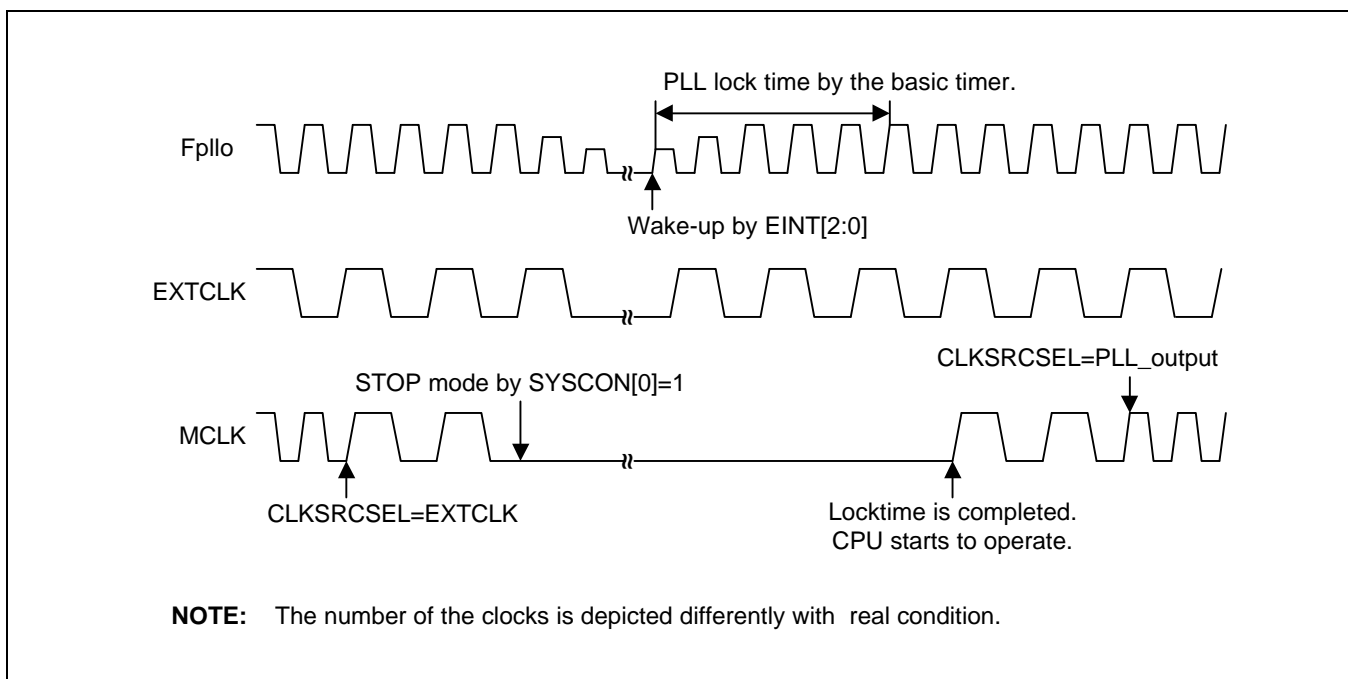 PLL lock time by the basic timer.
Fpllo
Wake-up by EINT[2:0]
EXTCLK
CLKSRCSEL=PLL_output
STOP mode by SYSCON[0]=1
MCLK
CLKSRCSEL=EXTCLK
Locktime is completed.
CPU starts to operate.
NOTE: The number of the clocks is depicted differently with real condition.